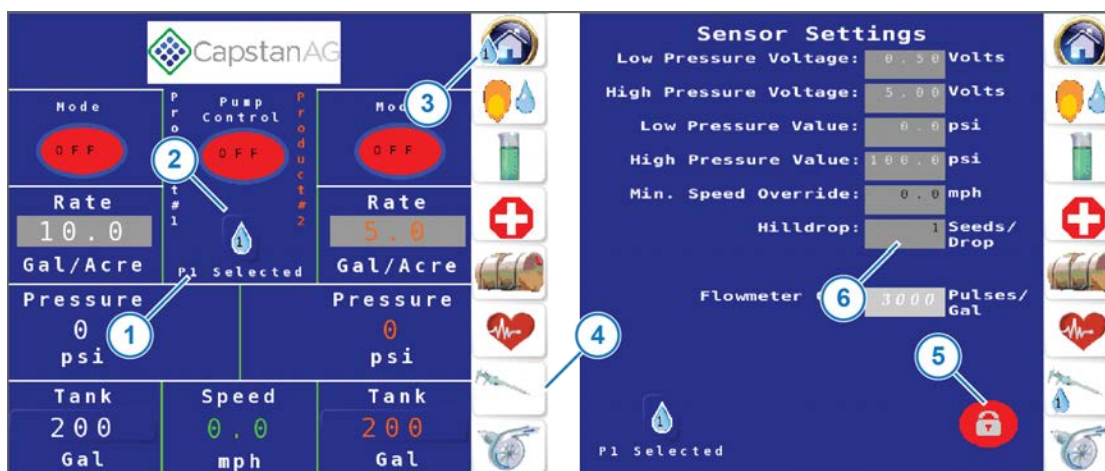 CapstanAG
Mode
OFF
Rate
10.0
Gal/Acre
Product#1
Pump
Control
OFF
1
P1 Selected
Product#2
OFF
Rate
5.0
Gal/Acre
Pressure
0
psi
Pressure
0
psi
Tank
200
Gal
Speed
0.0
mph
Tank
200
Gal
1
1
2
3
4
Sensor Settings
Low Pressure Voltage: 0.50 Volts
High Pressure Voltage: 5.00 Volts
Low Pressure Value: 0.0 psi
High Pressure Value: 100.0 psi
Min. Speed Override: 0.0 mph
Hilldrop: 1 Seeds/
Drop
Flowmeter 3000 Pulses/
Gal
1
P1 Selected
1
5
6